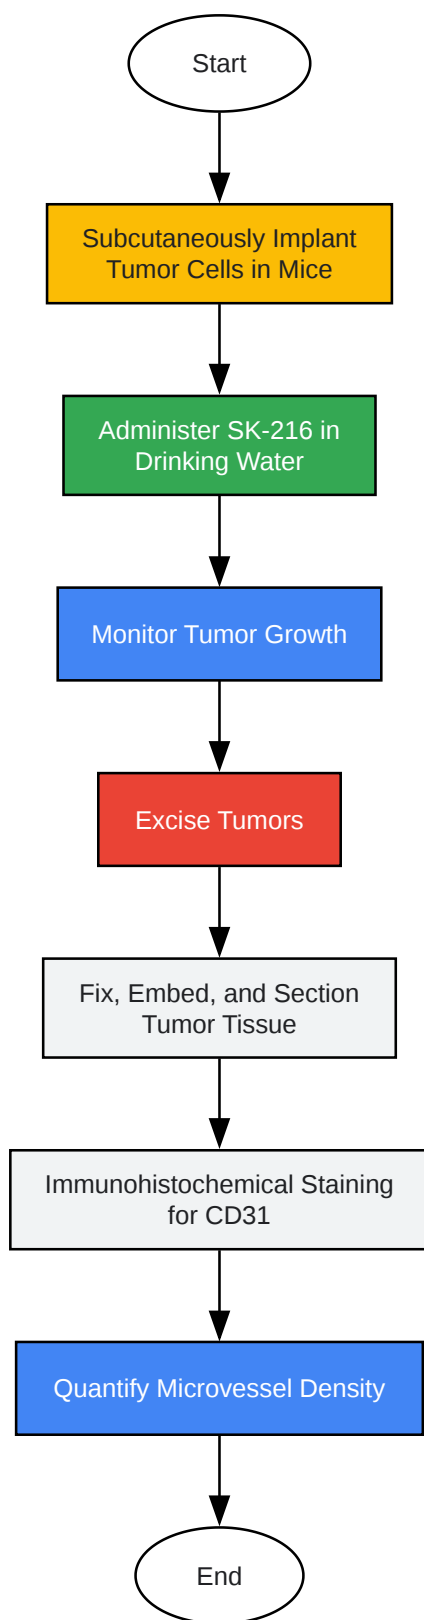 Start
Subcutaneously Implant
Tumor Cells in Mice
Administer SK-216 in
Drinking Water
Monitor Tumor Growth
Excise Tumors
Fix, Embed, and Section
Tumor Tissue
Immunohistochemical Staining
for CD31
Quantify Microvessel Density
End